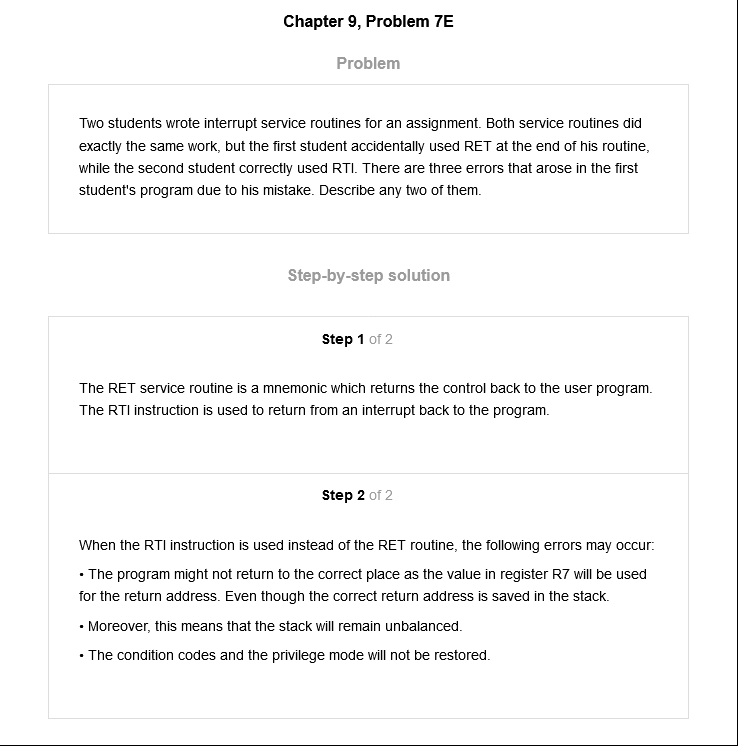 Chapter 9, Problem 7E
Problem
Two students wrote interrupt service routines for an assignment. Both service routines did
exactly the same work, but the first student accidentally used RET at the end of his routine,
while the second student correctly used RTI. There are three errors that arose in the first
student's program due to his mistake. Describe any two of them.
Step-by-step solution
Step 1 of 2
The RET service routine is a mnemonic which returns the control back to the user program.
The RTI instruction is used to return from an interrupt back to the program.
Step 2 of 2
When the RTI instruction is used instead of the RET routine, the following errors may occur:
• The program might not return to the correct place as the value in register R7 will be used
for the return address. Even though the correct return address is saved in the stack.
• Moreover, this means that the stack will remain unbalanced.
• The condition codes and the privilege mode will not be restored.